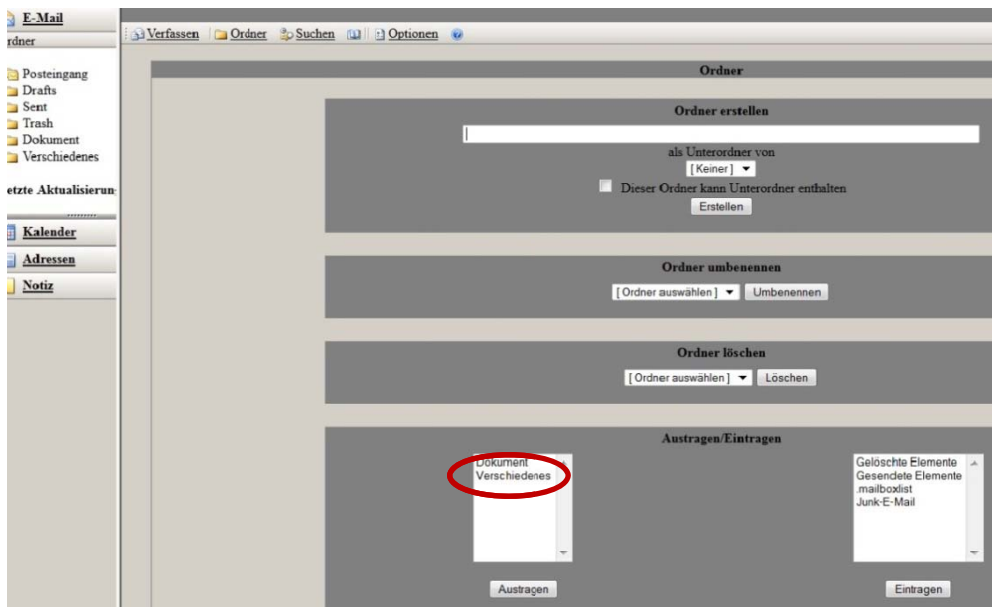 E-Mail
rdner
Posteingang
Drafts
Sent
Trash
Dokument
Verschiedenes
etzte Aktualisierun
Kalender
Adressen
Notiz
Verfassen Ordner Suchen Optionen
Ordner
Ordner erstellen
als Unterordner von
[ Keiner ]
Dieser Ordner kann Unterordner enthalten
Erstellen
Ordner umbenennen
[ Ordner auswählen ] Umbenennen
Ordner löschen
[ Ordner auswählen ] Löschen
Austragen/Eintragen
Dokument
Verschiedenes
Austragen
Gelöschte Elemente
Gesendete Elemente
.mailboxlist
Junk-E-Mail
Eintragen